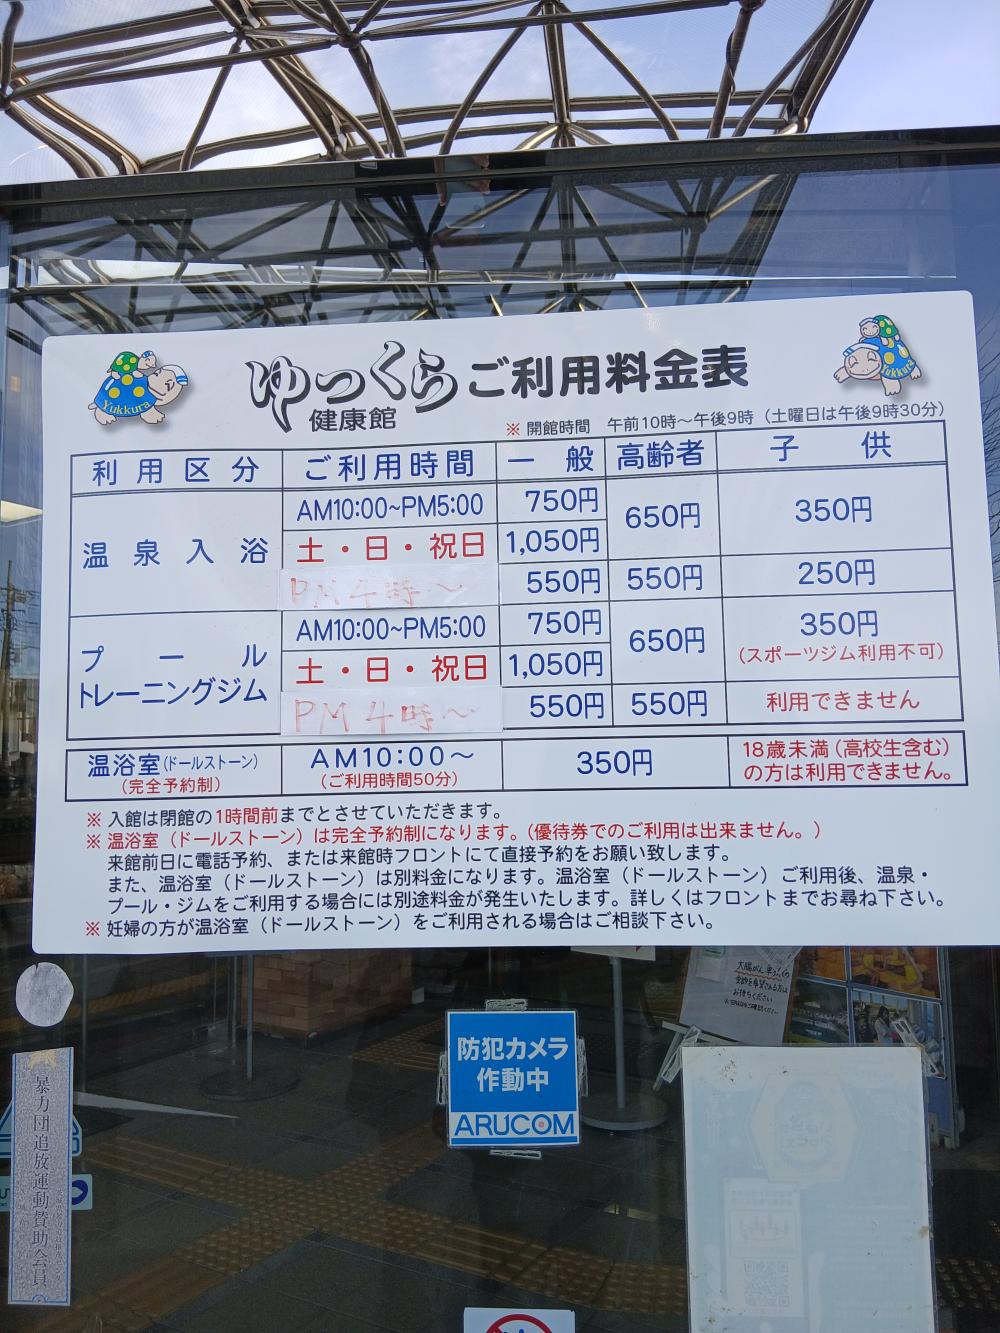 Yukkura
ゆっくら
健康館
ご利用料金表
Yukkura
※ 開館時間 午前10時～午後9時（土曜日は午後9時30分）
利用区分 ご利用時間 一般 高齢者 子供
温泉入浴
AM10:00~PM5:00 750円 650円 350円
土・日・祝日 1,050円
PM 4時～ 550円 550円 250円
プール
トレーニングジム
AM10:00~PM5:00 750円 650円 350円
(スポーツジム利用不可)
土・日・祝日 1,050円
PM 4時～ 550円 550円 利用できません
温浴室(ドールストーン)
(完全予約制)
AM10:00～
(ご利用時間50分)
350円
18歳未満(高校生含む)
の方は利用できません。
※ 入館は閉館の1時間前までとさせていただきます。
※ 温浴室（ドールストーン）は完全予約制になります。(優待券でのご利用は出来ません。)
来館前日に電話予約、または来館時フロントにて直接予約をお願い致します。
また、温浴室（ドールストーン）は別料金になります。温浴室（ドールストーン）ご利用後、温泉・
プール・ジムをご利用する場合には別途料金が発生いたします。詳しくはフロントまでお尋ね下さい。
※ 妊婦の方が温浴室（ドールストーン）をご利用される場合はご相談下さい。
防犯カメラ
作動中
ARUCOM
暴力団追放運動賛助会員